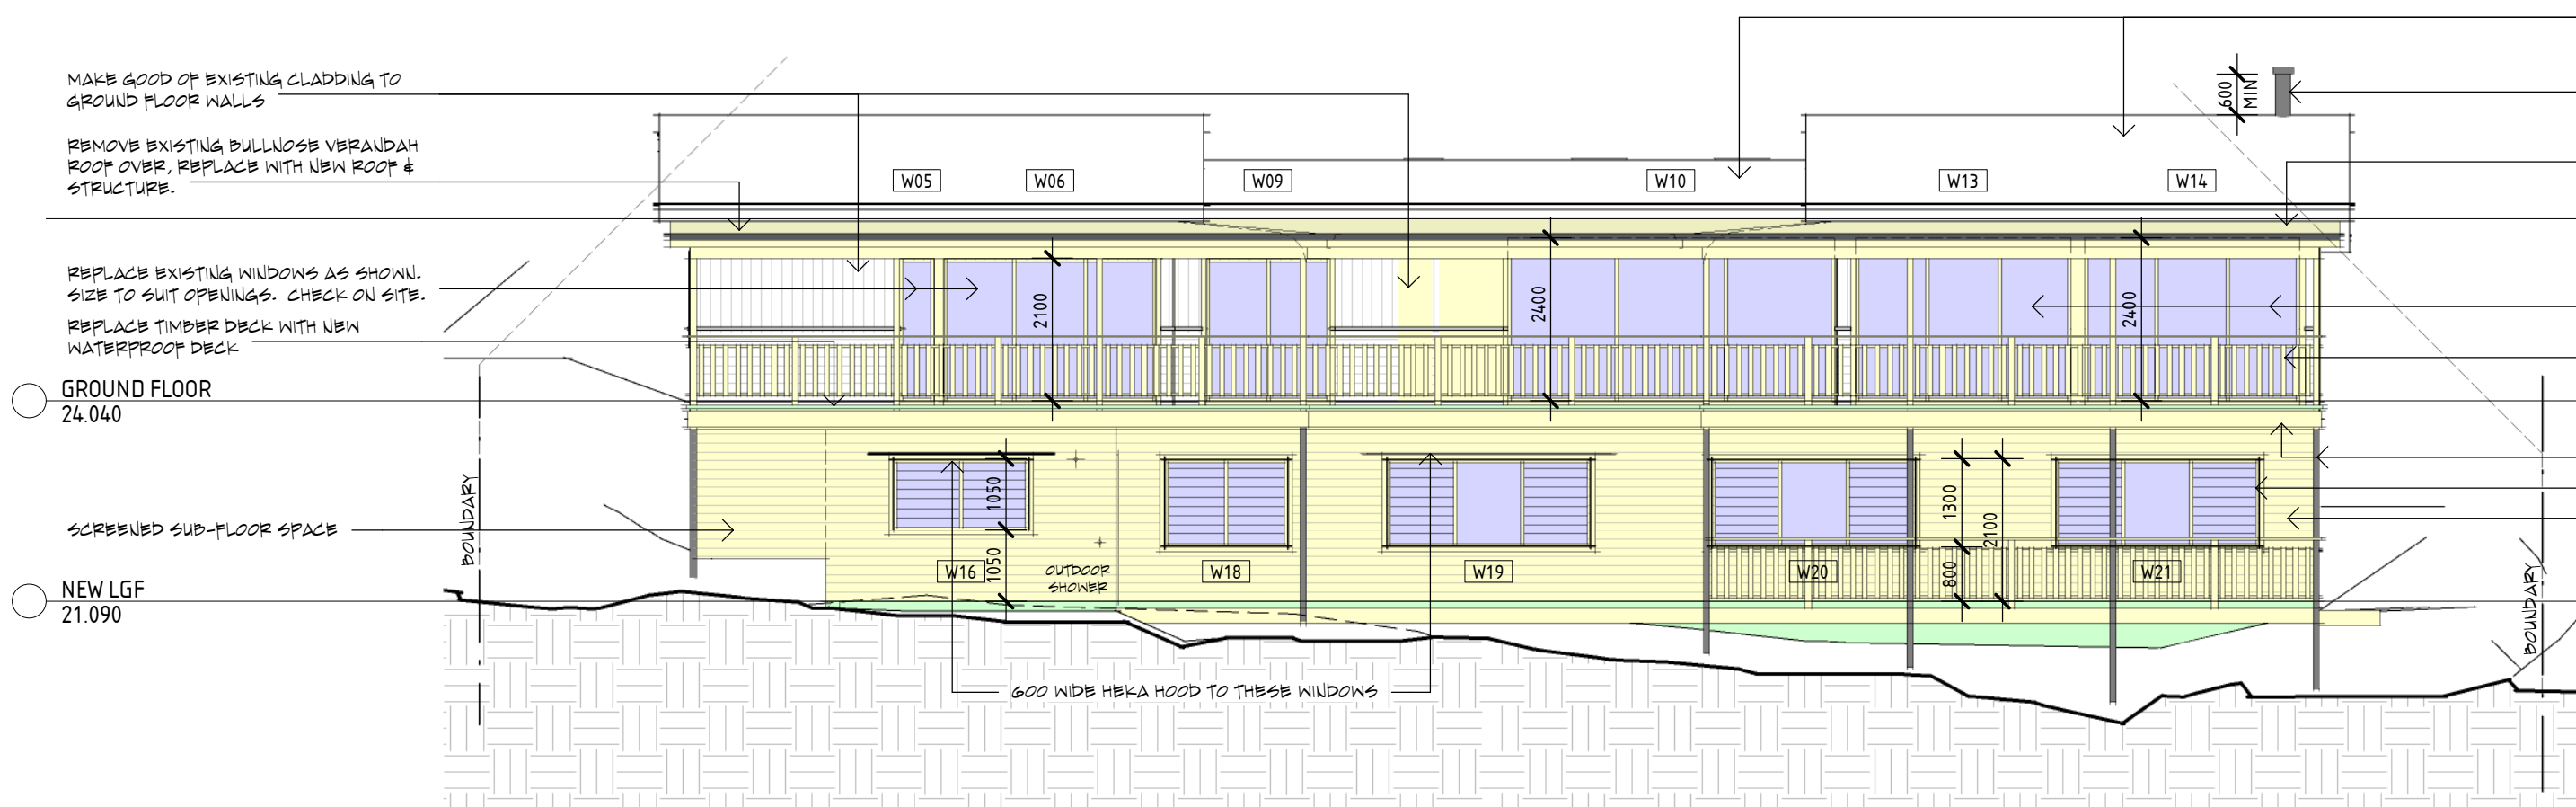 MAKE GOOD OF EXISTING CLADDING TO
GROUND FLOOR WALLS
REMOVE EXISTING BULLNOSE VERANDAH
ROOF OVER, REPLACE WITH NEW ROOF &
STRUCTURE.
REPLACE EXISTING WINDOWS AS SHOWN.
SIZE TO SUIT OPENINGS. CHECK ON SITE.
REPLACE TIMBER DECK WITH NEW
WATERPROOF DECK
GROUND FLOOR
24.040
SCREENED SUB-FLOOR SPACE
NEW LGF
21.090
BOUNDARY
600
MIN
W05
W06
W09
W10
W13
W14
2100
2400
2400
1050
1050
1300
2100
800
W16
OUTDOOR
SHOWER
W18
W19
W20
W21
600 WIDE HEKA HOOD TO THESE WINDOWS
BOUNDARY